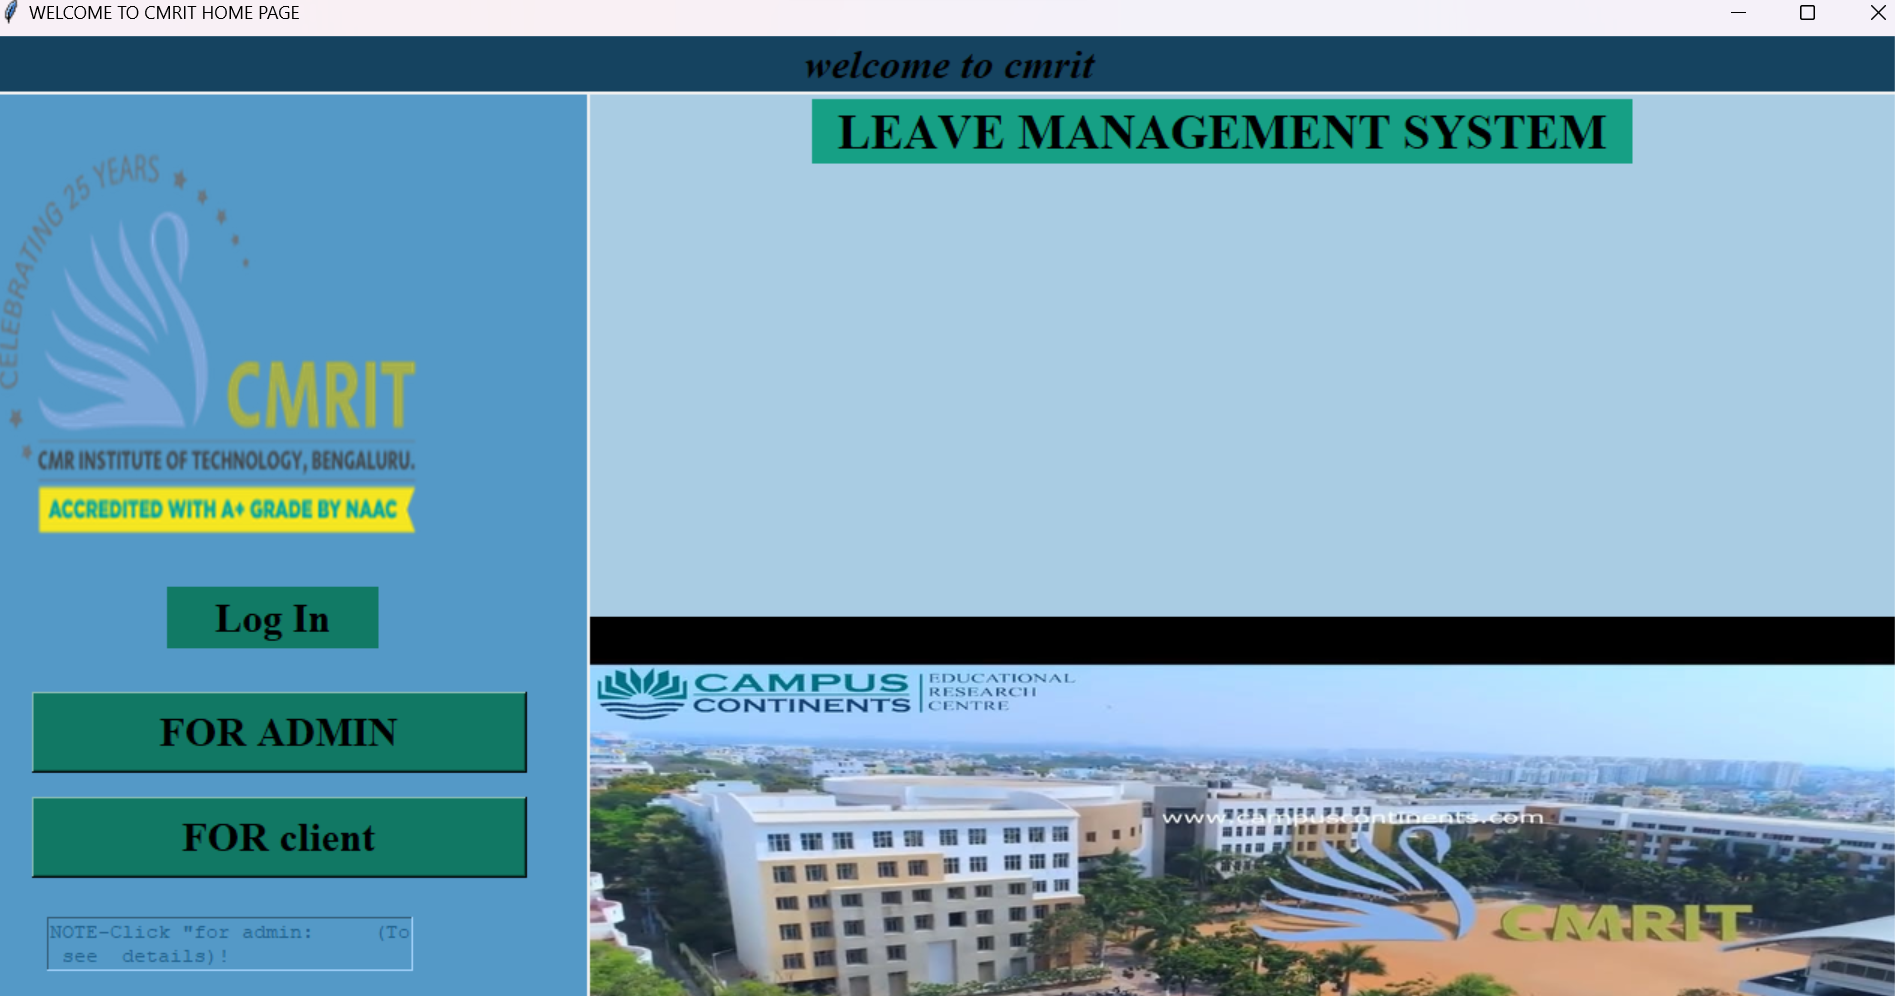 WELCOME TO CMRIT HOME PAGE
welcome to cmrit
CELEBRATING 25 YEARS
CMRIT
CMR INSTITUTE OF TECHNOLOGY, BENGALURU.
ACCREDITED WITH A+ GRADE BY NAAC
Log In
FOR ADMIN
FOR client
NOTE-Click "for admin: (To
see details)!
LEAVE MANAGEMENT SYSTEM
CAMPUS
CONTINENTS
EDUCATIONAL
RESEARCH
CENTRE
www.campuscontinents.com
CMRIT